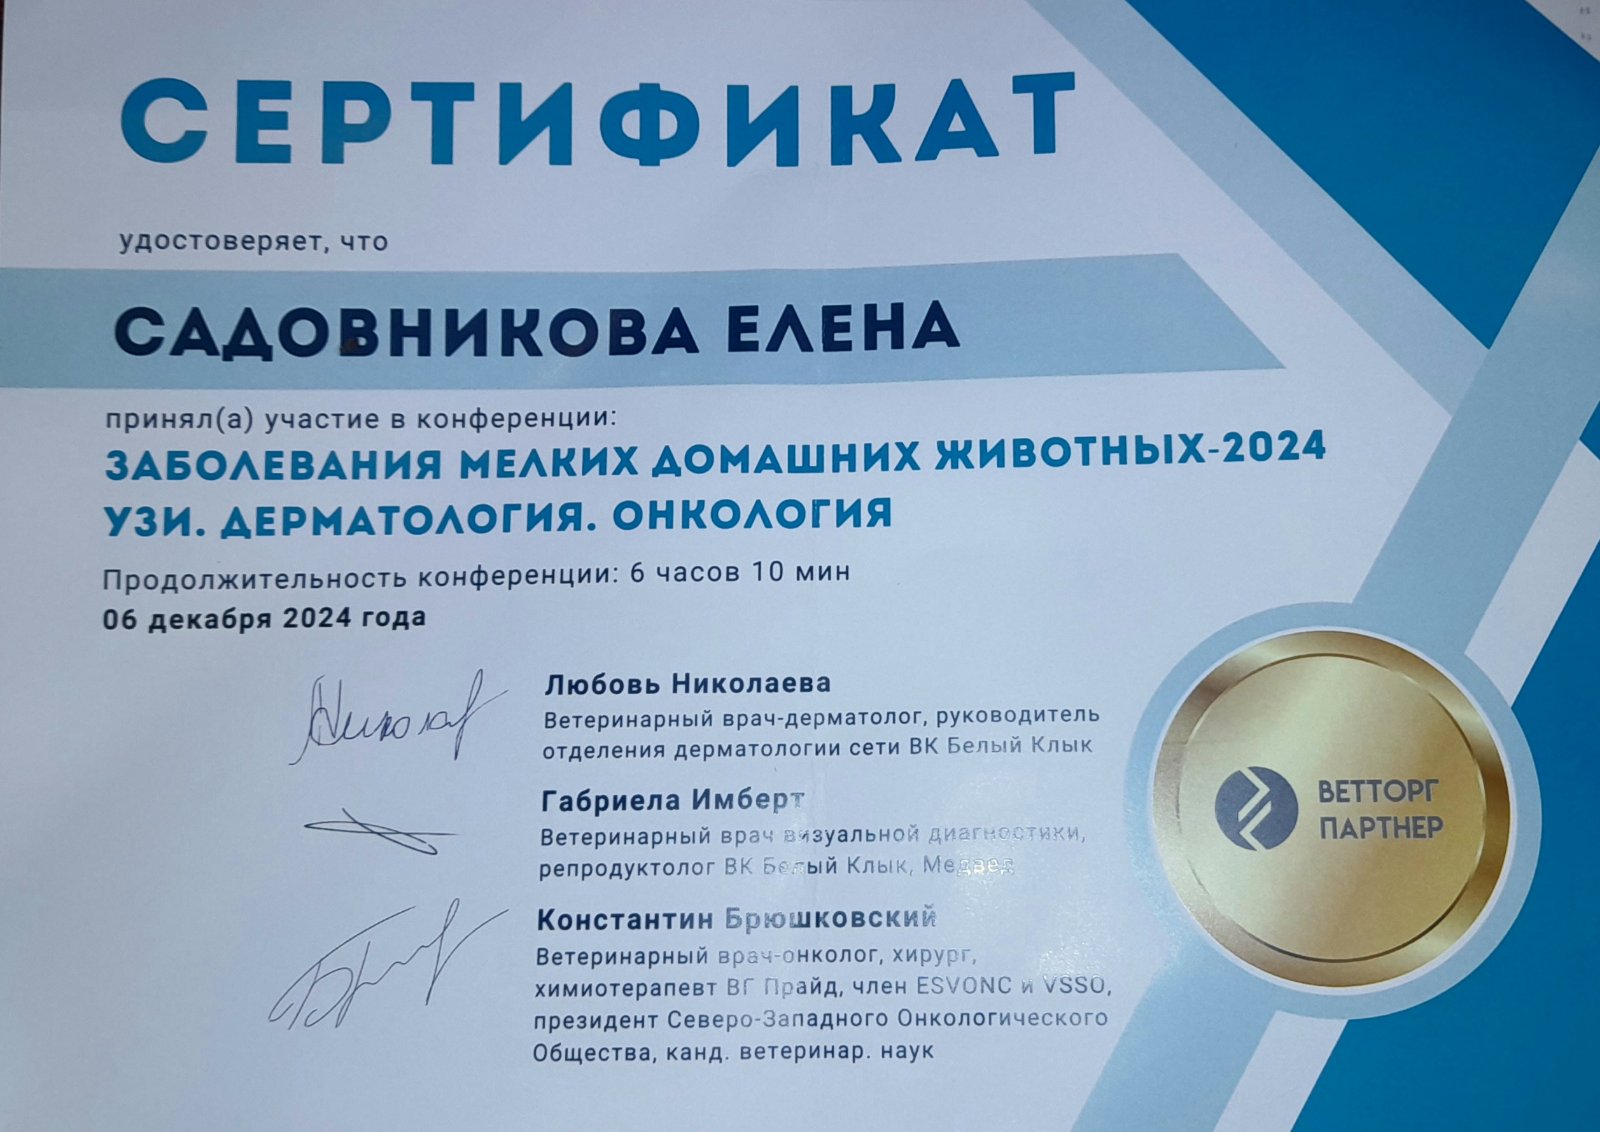 СЕРТИФИКАТ
удостоверяет, что
САДОВНИКОВА ЕЛЕНА
принял(а) участие в конференции:
ЗАБОЛЕВАНИЯ МЕЛКИХ ДОМАШНИХ ЖИВОТНЫХ-2024
УЗИ. ДЕРМАТОЛОГИЯ. ОНКОЛОГИЯ
Продолжительность конференции: 6 часов 10 мин
06 декабря 2024 года
Любовь Николаева
Ветеринарный врач-дерматолог, руководитель
отделения дерматологии сети ВК Белый Клык
Габриела Имберт
Ветеринарный врач визуальной диагностики,
репродуктолог ВК Белый Клык, Медвед
Константин Брюшковский
Ветеринарный врач-онколог, хирург,
химиотерапевт ВГ Прайд, член ESVONC и VSSO,
президент Северо-Западного Онкологического
Общества, канд. ветеринар. наук
ВЕТТОРГ
ПАРТНЕР